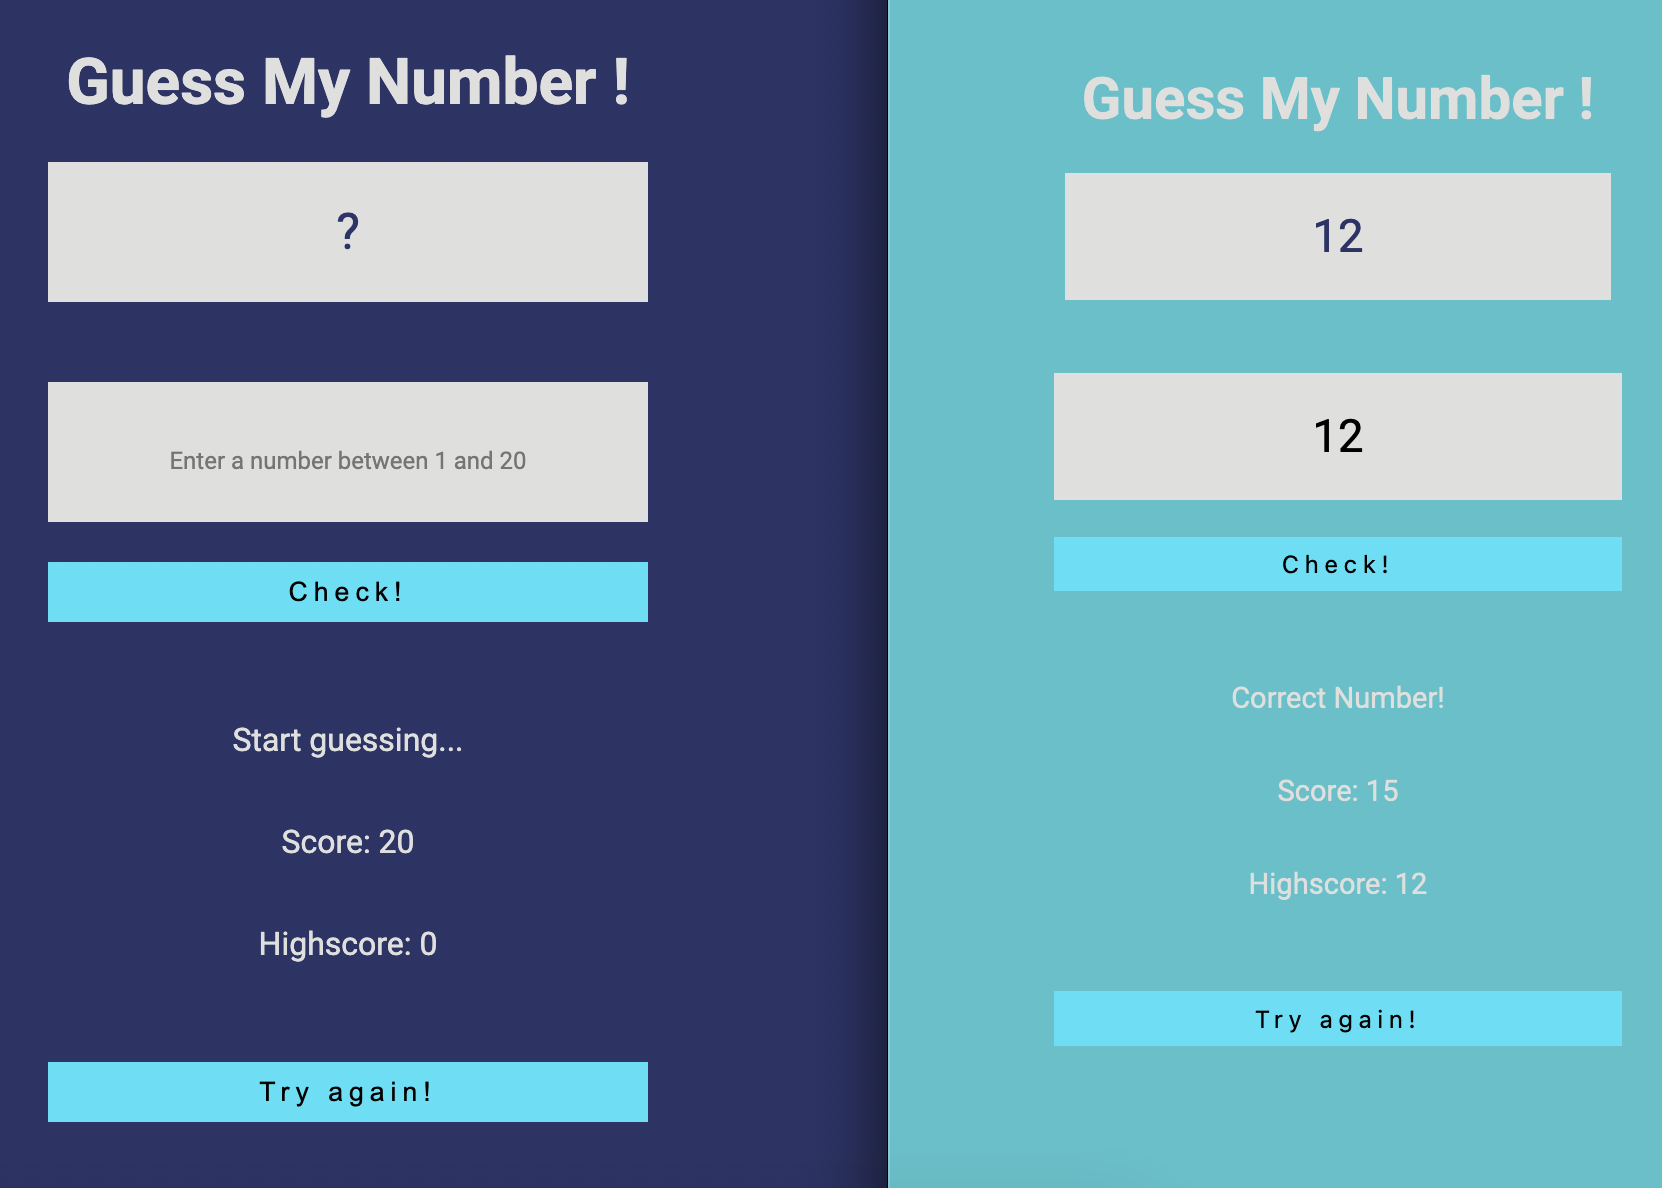 Guess My Number !
?
Enter a number between 1 and 20
Check!
Start guessing...
Score: 20
Highscore: 0
Try again!
Guess My Number !
12
12
Check!
Correct Number!
Score: 15
Highscore: 12
Try again!